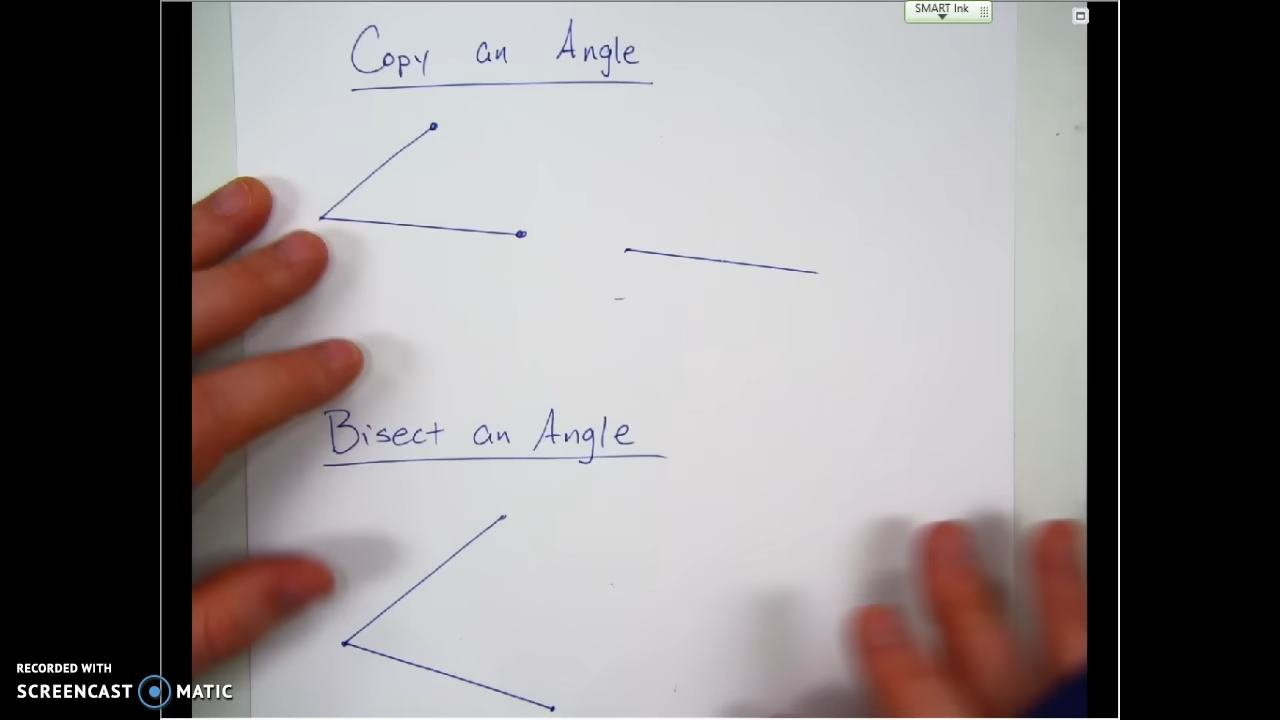 SMART Ink
Copy an Angle
Bisect an Angle
RECORDED WITH
SCREENCAST MATIC